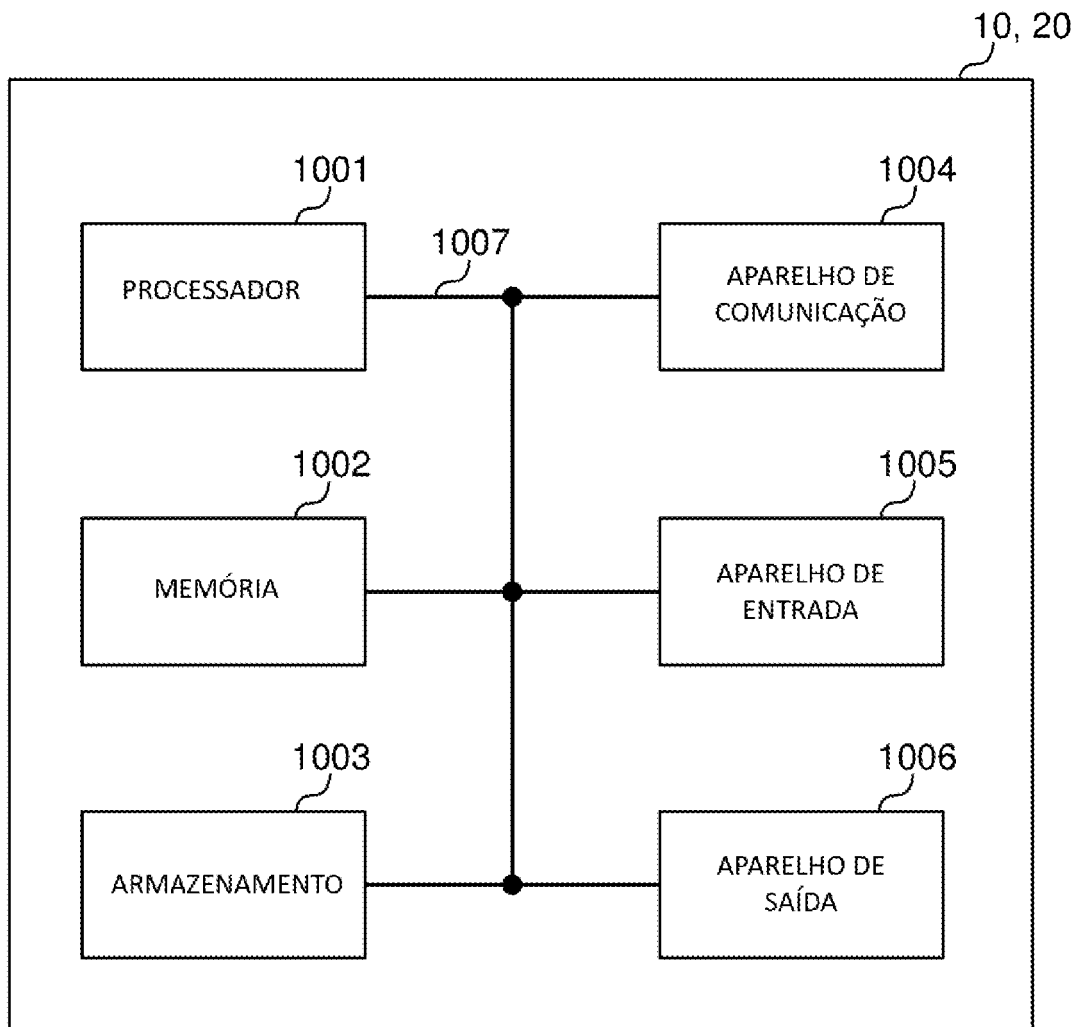 10, 20
1001
1004
1007
PROCESSADOR
APARELHO DE
COMUNICAÇÃO
1002
1005
MEMÓRIA
APARELHO DE
ENTRADA
1003
1006
ARMAZENAMENTO
APARELHO DE
SAÍDA